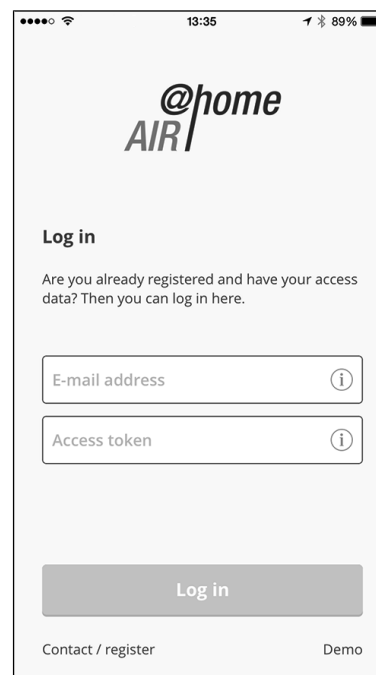 13:35
89%
@home
AIR
Log in
Are you already registered and have your access
data? Then you can log in here.
E-mail address
Access token
Log in
Contact / register
Demo